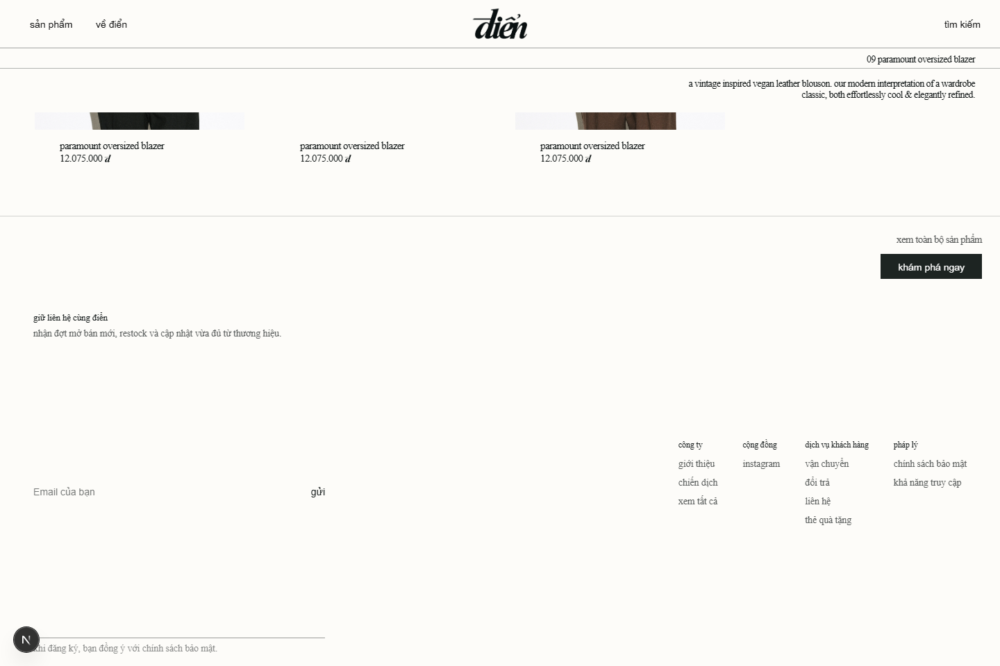 sản phẩm
về điển
điển
tìm kiếm
09 paramount oversized blazer
a vintage inspired vegan leather blouson. our modern interpretation of a wardrobe
classic, both effortlessly cool & elegantly refined.
paramount oversized blazer
12.075.000 đ
paramount oversized blazer
12.075.000 đ
paramount oversized blazer
12.075.000 đ
xem toàn bộ sản phẩm
khám phá ngay
giữ liên hệ cùng điển
nhận đợt mở bán mới, restock và cập nhật vừa đủ từ thương hiệu.
Email của bạn
gửi
công ty
giới thiệu
chiến dịch
xem tất cả
cộng đồng
instagram
dịch vụ khách hàng
vận chuyển
đổi trả
liên hệ
thẻ quà tặng
pháp lý
chính sách bảo mật
khả năng truy cập
N
khi đăng ký, bạn đồng ý với chính sách bảo mật.